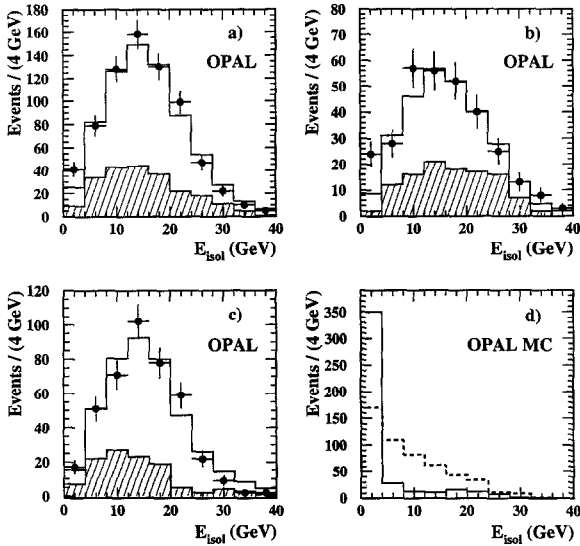 a)
OPAL
Events / (4 GeV)
180
160
140
120
100
80
60
40
20
0
0 10 20 30 40
E_isol (GeV)
b)
OPAL
Events / (4 GeV)
80
70
60
50
40
30
20
10
0
0 10 20 30 40
E_isol (GeV)
c)
OPAL
Events / (4 GeV)
120
100
80
60
40
20
0
0 10 20 30 40
E_isol (GeV)
d)
OPAL MC
Events / (4 GeV)
350
300
250
200
150
100
50
0
0 10 20 30 40
E_isol (GeV)